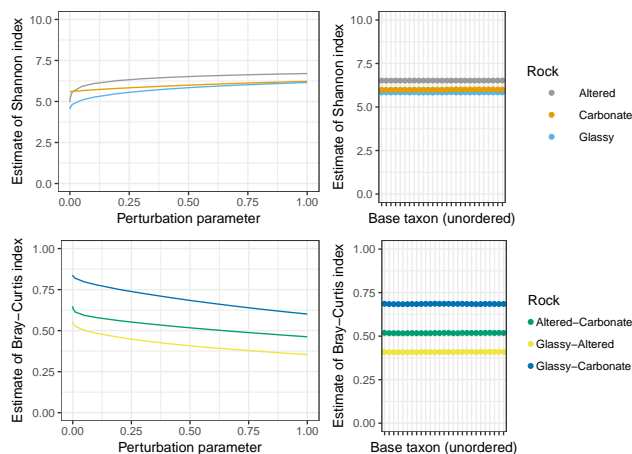 Estimate of Shannon index
10.0
7.5
5.0
2.5
0.0
0.00 0.25 0.50 0.75 1.00
Perturbation parameter
Estimate of Shannon index
10.0
7.5
5.0
2.5
0.0
Base taxon (unordered)
Rock
Altered
Carbonate
Glassy
Estimate of Bray−Curtis index
1.00
0.75
0.50
0.25
0.00
0.00 0.25 0.50 0.75 1.00
Perturbation parameter
Estimate of Bray−Curtis index
1.00
0.75
0.50
0.25
0.00
Base taxon (unordered)
Rock
Altered−Carbonate
Glassy−Altered
Glassy−Carbonate